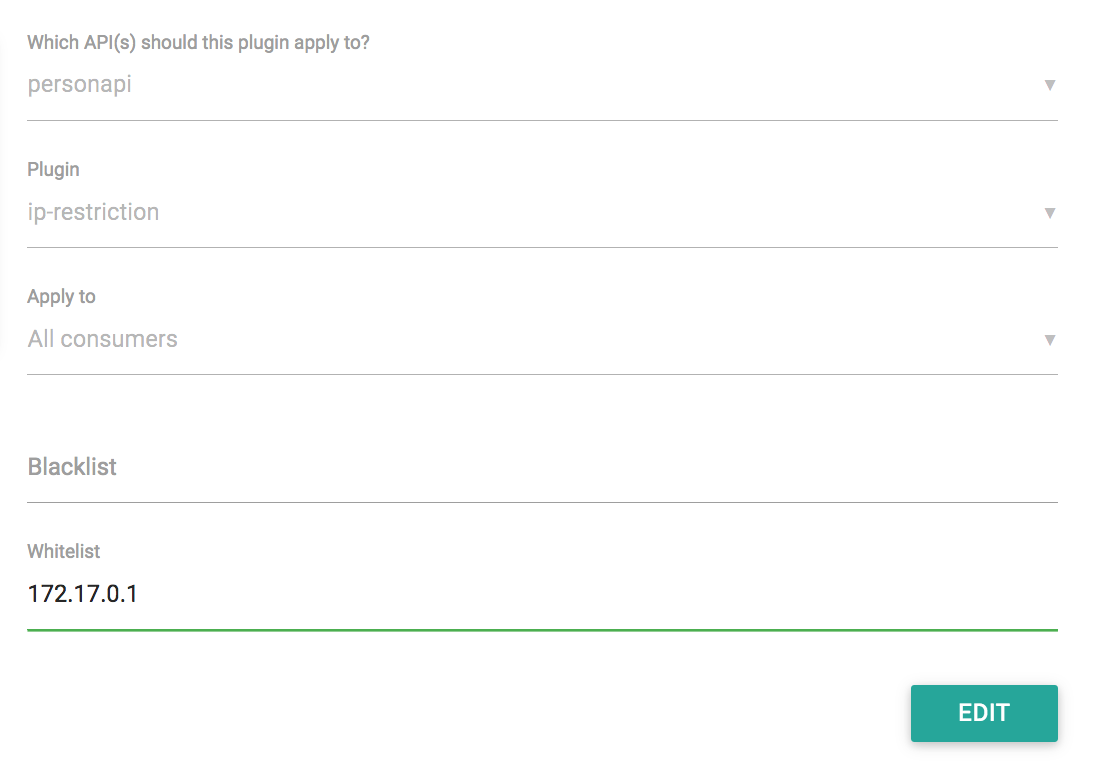 Which API(s) should this plugin apply to?
personapi
Plugin
ip-restriction
Apply to
All consumers
Blacklist
Whitelist
172.17.0.1
EDIT